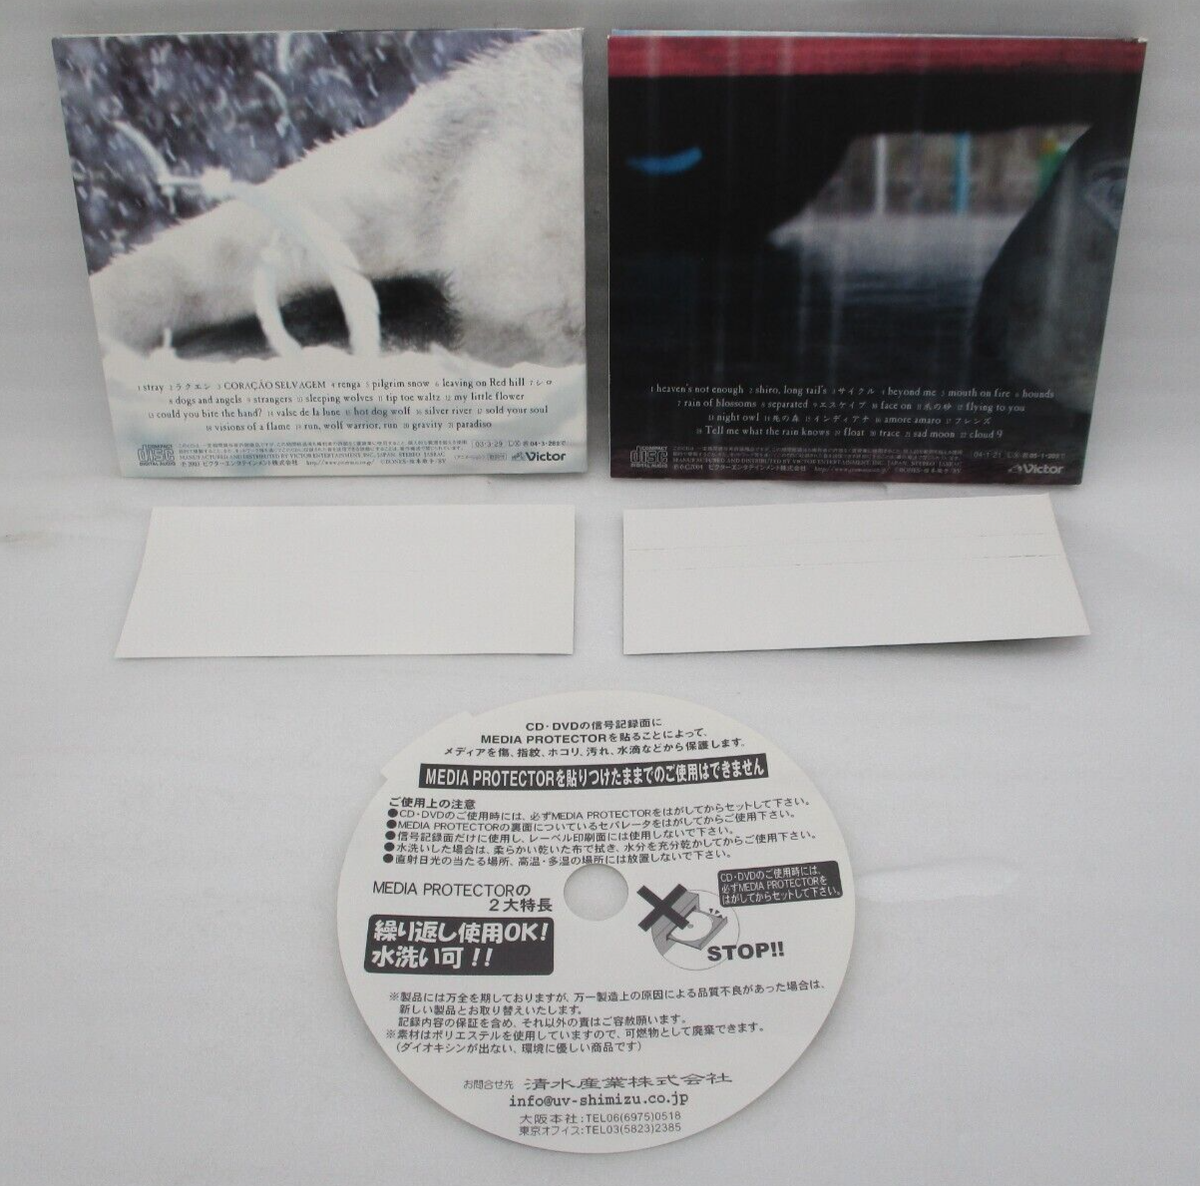 1 stray 2 ラクエン 3 CORAÇÃO SELVAGEM 4 renga 5 pilgrim snow 6 leaving on Red hill 7 シロ
8 dogs and angels 9 strangers 10 sleeping wolves 11 tip toe waltz 12 my little flower
13 could you bite the hand? 14 valse de la lune 15 hot dog wolf 16 silver river 17 sold your soul
18 visions of a flame 19 run, wolf warrior, run 20 gravity 21 paradiso
COMPACT
disc
DIGITAL AUDIO
03·3·29
Victor
1 heaven's not enough 2 shiro, long tail's 3 サイクル 4 beyond me 5 mouth on fire 6 hounds
7 rain of blossoms 8 separated 9 エスケイプ 10 face on 11 氷の砂 12 flying to you
13 night owl 14 死の森 15 インディアナ 16 amore amaro 17 フレンズ
18 Tell me what the rain knows 19 float 20 trace 21 sad moon 22 cloud 9
COMPACT
disc
DIGITAL AUDIO
Victor
CD・DVDの信号記録面に
MEDIA PROTECTORを貼ることによって、
メディアを傷、指紋、ホコリ、汚れ、水滴などから保護します。
MEDIA PROTECTORを貼りつけたままでのご使用はできません
ご使用上の注意
●CD・DVDのご使用時には、必ずMEDIA PROTECTORをはがしてからセットして下さい。
●MEDIA PROTECTORの裏面についているセパレータをはがしてからご使用下さい。
●信号記録面だけに使用し、レーベル印刷面には使用しないで下さい。
●水洗いした場合は、柔らかい乾いた布で拭き、水分を充分乾かしてからご使用下さい。
●直射日光の当たる場所、高温・多湿の場所には放置しないで下さい。
MEDIA PROTECTORの
2大特長
繰り返し使用OK!
水洗い可!!
CD・DVDのご使用時には、
必ずMEDIA PROTECTORを
はがしてからセットして下さい。
STOP!!
※製品には万全を期しておりますが、万一製造上の原因による品質不良があった場合は、
新しい製品とお取り替えいたします。
記録内容の保証を含め、それ以外の責はご容赦願います。
※素材はポリエステルを使用していますので、可燃物として廃棄できます。
(ダイオキシンが出ない、環境に優しい商品です)
お問合せ先 清水産業株式会社
info@uv-shimizu.co.jp
大阪本社:TEL06(6975)0518
東京オフィス:TEL03(5823)2385